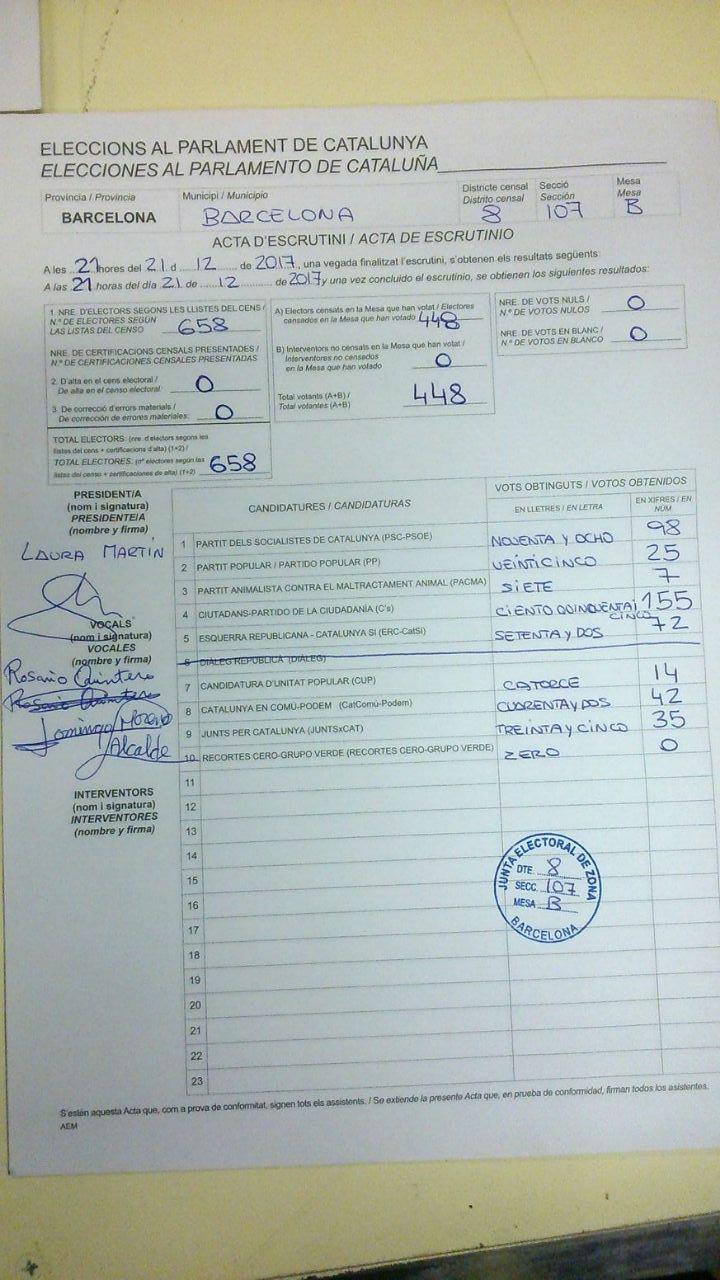 ELECCIONS AL PARLAMENT DE CATALUNYA
ELECCIONES AL PARLAMENTO DE CATALUÑA
Província / Provincia
BARCELONA
Municipi / Municipio
BARCELONA
Districte censal
Distrito censal
8
Secció
Sección
107
Mesa
Mesa
B
ACTA D'ESCRUTINI / ACTA DE ESCRUTINIO
A les 21 hores del 21 d 12 de 2017, una vegada finalitzat l'escrutini, s'obtenen els resultats següents:
A las 21 horas del día 21 de 12 de 2017 y una vez concluido el escrutinio, se obtienen los siguientes resultados:
1. NRE. D'ELECTORS SEGONS LES LLISTES DEL CENS /
N.º DE ELECTORES SEGÚN
LAS LISTAS DEL CENSO 658
NRE. DE CERTIFICACIONS CENSALS PRESENTADES /
N.º DE CERTIFICACIONES CENSALES PRESENTADAS
2. D'alta en el cens electoral /
De alta en el censo electoral 0
3. De correcció d'errors materials /
De corrección de errores materiales: 0
TOTAL ELECTORS: (nre. d'electors segons les
llistes del cens + certificacions d'alta) (1+2) /
TOTAL ELECTORES: (nº electores según las
listas del censo + certificaciones de alta) (1+2) 658
A) Electors censats en la Mesa que han votat / Electores
censados en la Mesa que han votado 448
B) Interventors no censats en la Mesa que han votat /
Interventores no censados
en la Mesa que han votado 0
Total votants (A+B) /
Total votantes (A+B) 448
NRE. DE VOTS NULS /
N.º DE VOTOS NULOS 0
NRE. DE VOTS EN BLANC /
N.º DE VOTOS EN BLANCO 0
PRESIDENT/A
(nom i signatura)
PRESIDENTE/A
(nombre y firma)
LAURA MARTIN
VOCALS
(nom i signatura)
VOCALES
(nombre y firma)
Rosario Quintero
Rosario Quintero
Domingo Moreno
Alcalde
INTERVENTORS
(nom i signatura)
INTERVENTORES
(nombre y firma)
CANDIDATURES / CANDIDATURAS
VOTS OBTINGUTS / VOTOS OBTENIDOS
EN LLETRES / EN LETRA
EN XIFRES / EN NÚM.
1 PARTIT DELS SOCIALISTES DE CATALUNYA (PSC-PSOE) NOVENTA Y OCHO 98
2 PARTIT POPULAR / PARTIDO POPULAR (PP) VEINTICINCO 25
3 PARTIT ANIMALISTA CONTRA EL MALTRACTAMENT ANIMAL (PACMA) SIETE 7
4 CIUTADANS-PARTIDO DE LA CIUDADANÍA (C's) CIENTO QUINQUENTA i CINCO 155
5 ESQUERRA REPUBLICANA - CATALUNYA SI (ERC-CatSí) SETENTA Y DOS 72
6 DIÀLEG REPUBLICÀ (DIÀLEG)
7 CANDIDATURA D'UNITAT POPULAR (CUP) CATORCE 14
8 CATALUNYA EN COMÚ-PODEM (CatComú-Podem) CUARENTA Y DOS 42
9 JUNTS PER CATALUNYA (JUNTSxCAT) TREINTA Y CINCO 35
10 RECORTES CERO-GRUPO VERDE (RECORTES CERO-GRUPO VERDE) ZERO 0
11
12
13
14
15
16
17
18
19
20
21
22
23
JUNTA ELECTORAL DE ZONA
DTE. 8
SECC. 107
MESA B
BARCELONA
S'estén aquesta Acta que, com a prova de conformitat, signen tots els assistents. / Se extiende la presente Acta que, en prueba de conformidad, firman todos los asistentes.
AEM